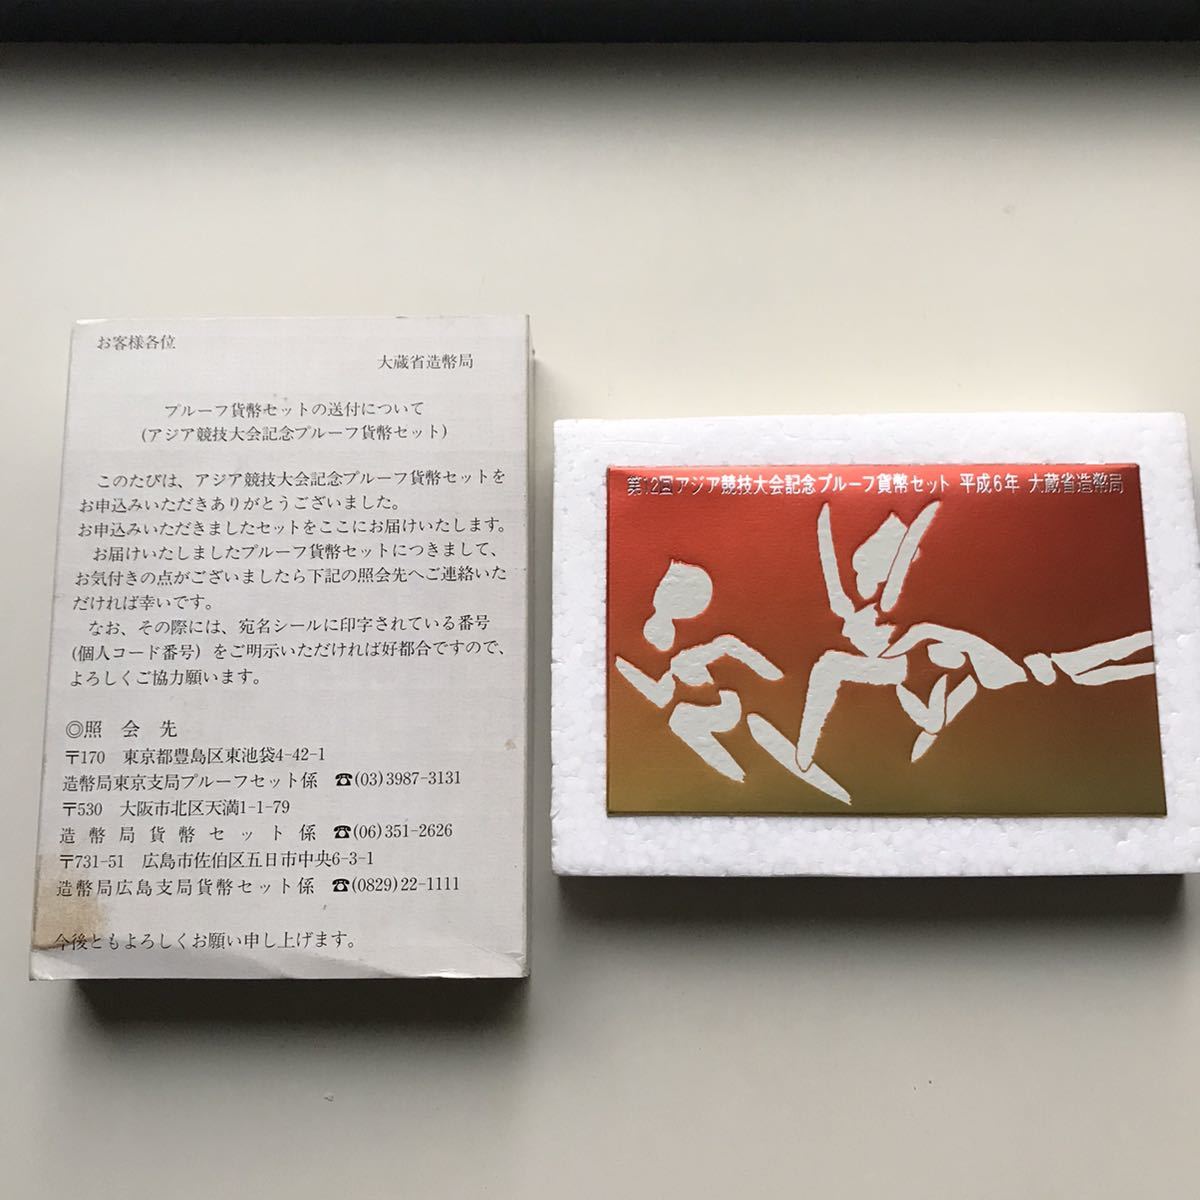 お客様各位
大蔵省造幣局
プルーフ貨幣セットの送付について
(アジア競技大会記念プルーフ貨幣セット)
このたびは、アジア競技大会記念プルーフ貨幣セットを
お申込みいただきありがとうございました。
お申込みいただきましたセットをここにお届けいたします。
お届けいたしましたプルーフ貨幣セットにつきまして、
お気付きの点がございましたら下記の照会先へご連絡いた
だければ幸いです。
なお、その際には、宛名シールに印字されている番号
(個人コード番号) をご明示いただければ好都合ですので、
よろしくご協力願います。
◎照 会 先
〒170 東京都豊島区東池袋4-42-1
造幣局東京支局プルーフセット係 ☎(03)3987-3131
〒530 大阪市北区天満1-1-79
造幣局貨幣セット係 ☎(06)351-2626
〒731-51 広島市佐伯区五日市中央6-3-1
造幣局広島支局貨幣セット係 ☎(0829)22-1111
今後ともよろしくお願い申し上げます。
第12回アジア競技大会記念プルーフ貨幣セット 平成6年 大蔵省造幣局